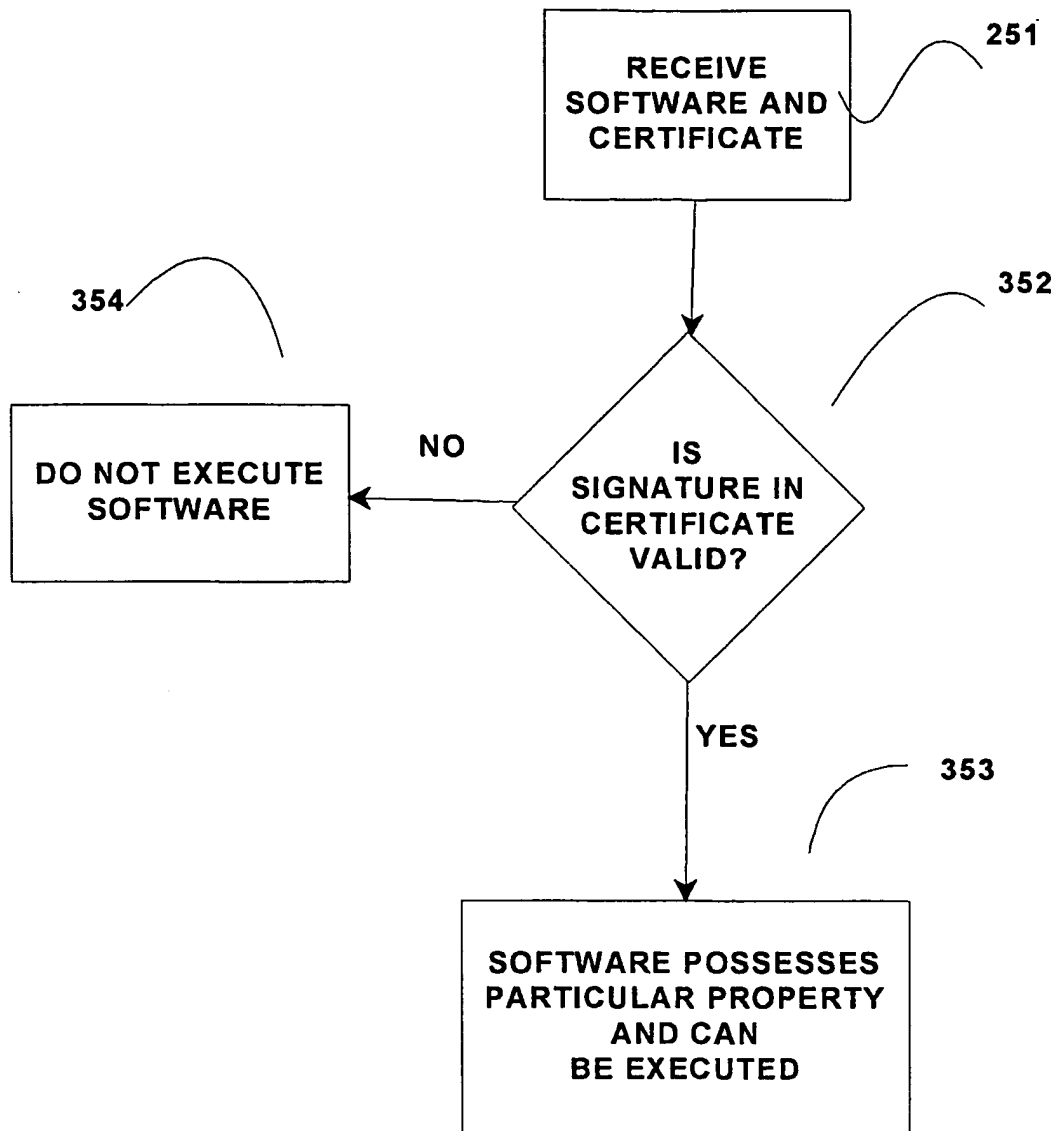 251
RECEIVE
SOFTWARE AND
CERTIFICATE
352
354
IS
SIGNATURE IN
CERTIFICATE
VALID?
NO
DO NOT EXECUTE
SOFTWARE
YES
353
SOFTWARE POSSESSES
PARTICULAR PROPERTY
AND CAN
BE EXECUTED